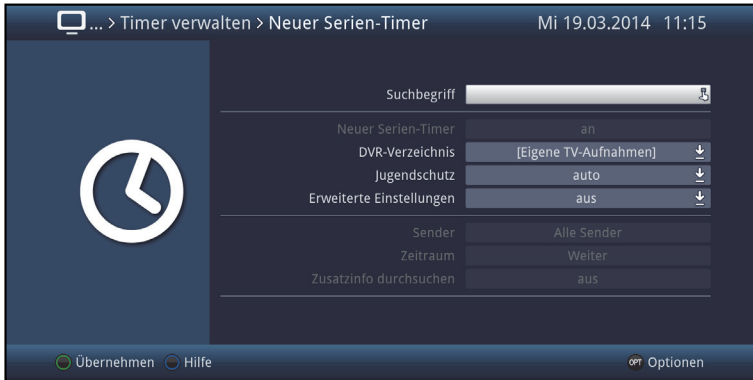 ... > Timer verwalten > Neuer Serien-Timer Mi 19.03.2014 11:15
Suchbegriff
Neuer Serien-Timer an
DVR-Verzeichnis [Eigene TV-Aufnahmen]
Jugendschutz auto
Erweiterte Einstellungen aus
Sender Alle Sender
Zeitraum Weiter
Zusatzinfo durchsuchen aus
Übernehmen Hilfe OPT Optionen